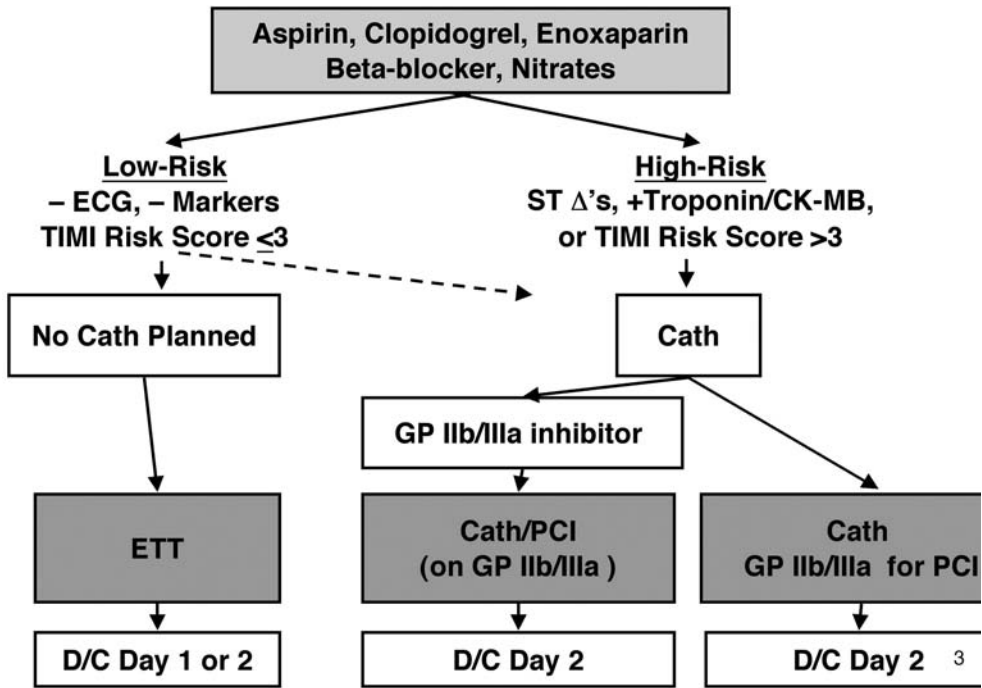 Aspirin, Clopidogrel, Enoxaparin
Beta-blocker, Nitrates
Low-Risk
– ECG, – Markers
TIMI Risk Score ≤3
High-Risk
ST Δ's, +Troponin/CK-MB,
or TIMI Risk Score >3
No Cath Planned
Cath
GP IIb/IIIa inhibitor
ETT
Cath/PCI
(on GP IIb/IIIa )
Cath
GP IIb/IIIa for PCI
D/C Day 1 or 2
D/C Day 2
D/C Day 2
3